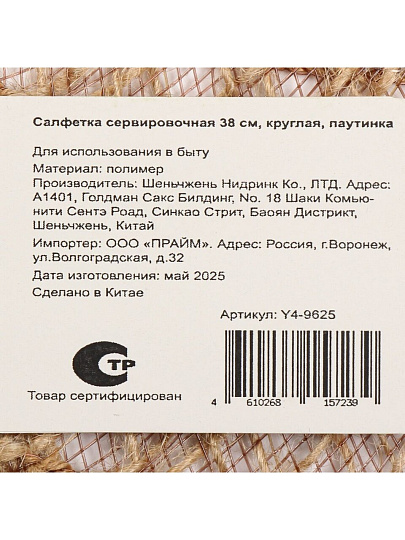 Салфетка сервировочная 38 см, круглая, паутинка
Для использования в быту
Материал: полимер
Производитель: Шеньчжень Нидринк Ко., ЛТД. Адрес:
А1401, Голдман Сакс Билдинг, No. 18 Шаки Комью-
нити Сентэ Роад, Синкао Стрит, Баоян Дистрикт,
Шеньчжень, Китай
Импортер: ООО «ПРАЙМ». Адрес: Россия, г.Воронеж,
ул.Волгоградская, д.32
Дата изготовления: май 2025
Сделано в Китае
Артикул: Y4-9625
ТР
Товар сертифицирован
4 610268 157239